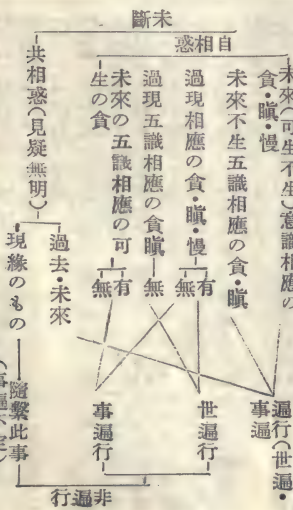 未斷
自相惑
未來(可生不生)意識相應の
貪・瞋・慢
未來不生五識相應の貪・瞋
過現相應の貪・瞋・慢
有
無
過現五識相應の貪瞋
無
未來の五識相應の可
生の貪
有
無
共相惑(見疑無明)
過去・未來
現緣のもの
遍行(世遍・
事遍
世遍行
事遍行
隨繫此事
非遍行